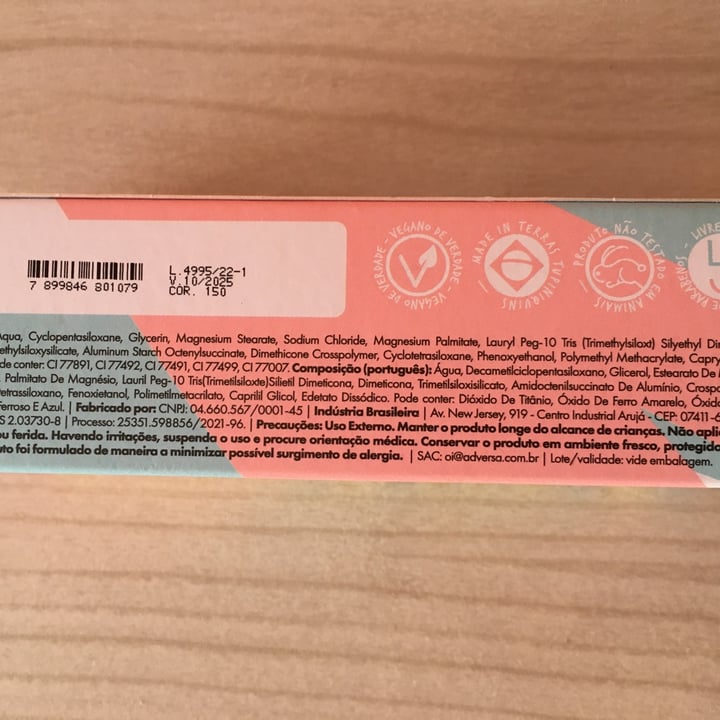 L.4995/22-1
V.10/2025
COR. 150
7 899846 801079
VEGANO DE VERDADE - VEGANO DE VERDADE -
MADE IN TERRAS TUPINIQUINS
PRODUTO NÃO TESTADO EM ANIMAIS
LIVRE PARABENOS -
Aqua, Cyclopentasiloxane, Glycerin, Magnesium Stearate, Sodium Chloride, Magnesium Palmitate, Lauryl Peg-10 Tris (Trimethylsiloxi) Silyethyl
ethylsiloxysilicate, Aluminum Starch Octenylsuccinate, Dimethicone Crosspolymer, Cyclotetrasiloxane, Phenoxyethanol, Polymethyl Methacrylate,
de conter: CI 77891, CI 77492, CI 77491, CI 77499, CI 77007. Composição (português): Água, Decametilciclopentasiloxano, Glicerol, Estearato De
. Palmitato De Magnésio, Lauril Peg-10 Tris(Trimetilsiloxte)Silietil Dimeticona, Dimeticona, Trimetilsiloxisilicato, Amidoctenilsuccinato De Alumínio,
tetrassiloxano, Fenoxietanol, Polimetilmetacrilato, Caprilil Glicol, Edetato Dissódico. Pode conter: Dióxido De Titânio, Óxido De Ferro Amarelo, Óxido
Ferroso E Azul. | Fabricado por: CNPJ: 04.660.567/0001-45 | Indústria Brasileira | Av. New Jersey, 919 - Centro Industrial Arujá - CEP: 07411-
S 2.03730-8 | Processo: 25351.598856/2021-96. | Precauções: Uso Externo. Manter o produto longe do alcance de crianças. Não
ou ferida. Havendo irritações, suspenda o uso e procure orientação médica. Conservar o produto em ambiente fresco,
uto foi formulado de maneira a minimizar possível surgimento de alergia. | SAC: oi@adversa.com.br | Lote/validade: vide embalagem.